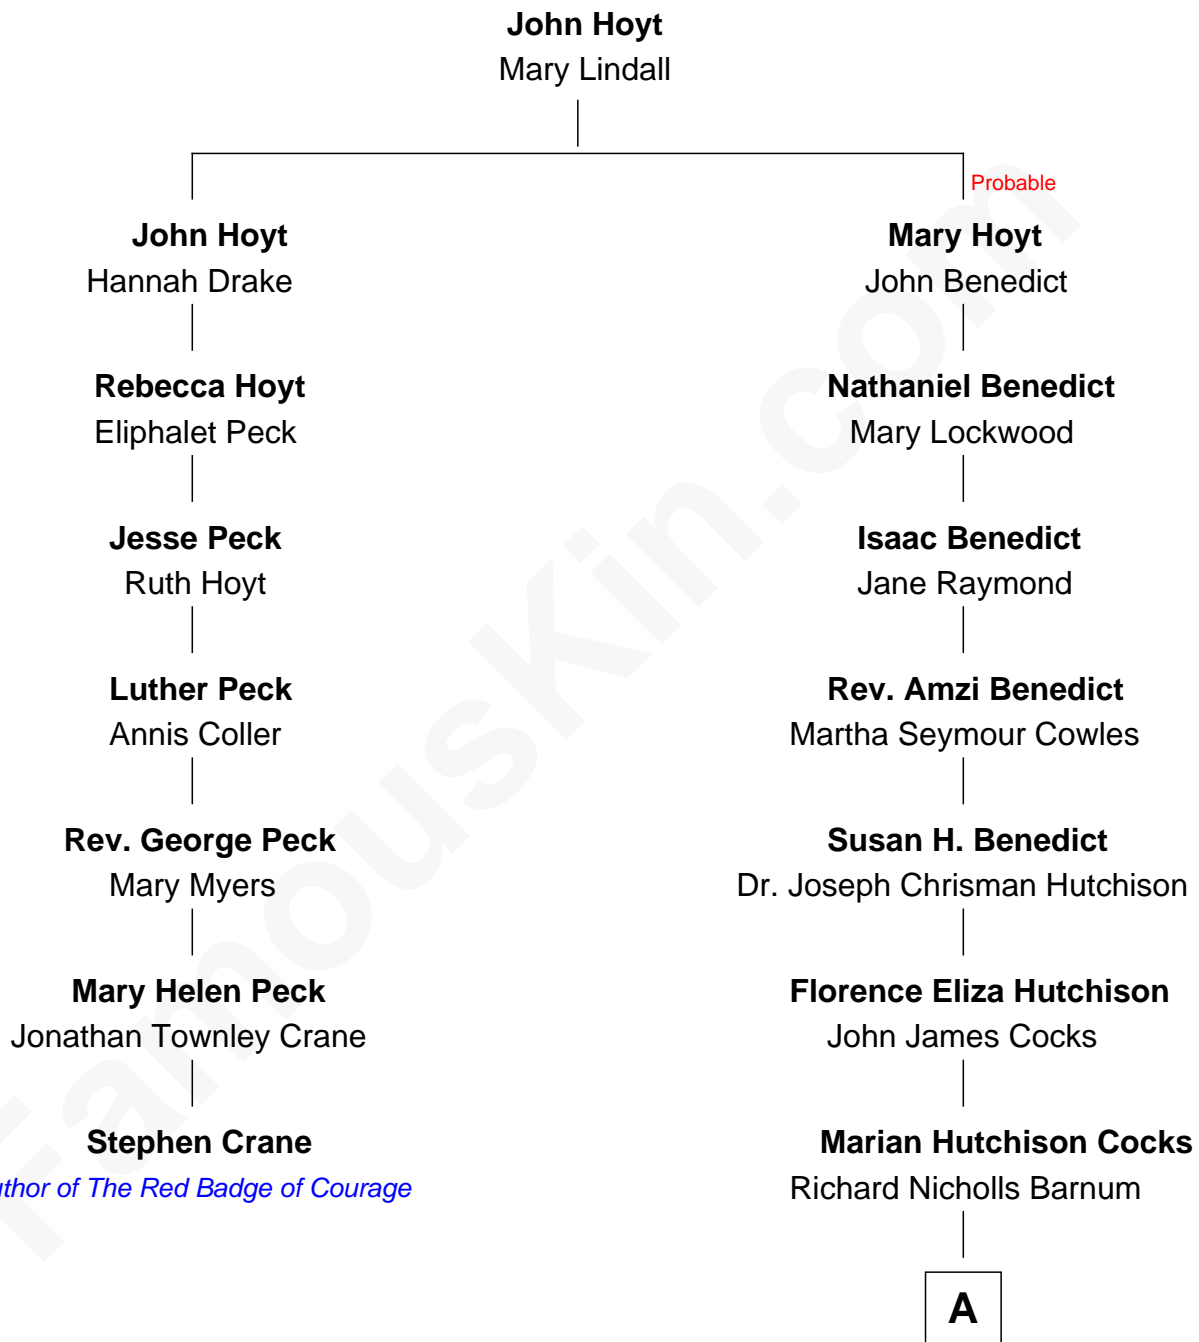 John Hoyt
Mary Lindall
Probable
John Hoyt
Hannah Drake
Mary Hoyt
John Benedict
Rebecca Hoyt
Eliphalet Peck
Nathaniel Benedict
Mary Lockwood
Jesse Peck
Ruth Hoyt
Isaac Benedict
Jane Raymond
Luther Peck
Annis Coller
Rev. Amzi Benedict
Martha Seymour Cowles
Rev. George Peck
Mary Myers
Susan H. Benedict
Dr. Joseph Chrisman Hutchison
Mary Helen Peck
Jonathan Townley Crane
Florence Eliza Hutchison
John James Cocks
Stephen Crane
uthor of The Red Badge of Courage
Marian Hutchison Cocks
Richard Nicholls Barnum
A
FamousKin.com